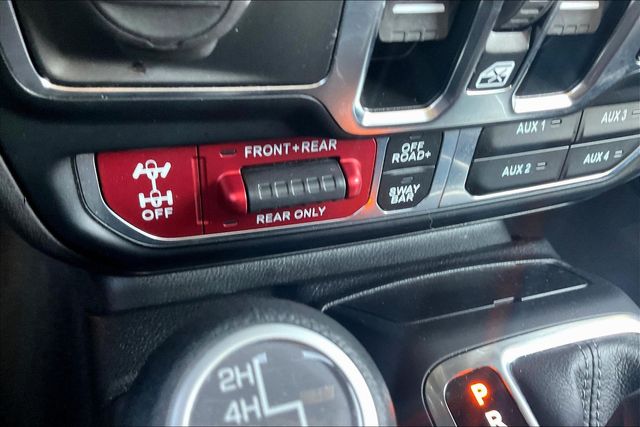 FRONT+REAR
OFF
REAR ONLY
OFF
ROAD+
SWAY
BAR
AUX 1
AUX 2
AUX 3
AUX 4
2H
4H
P
R